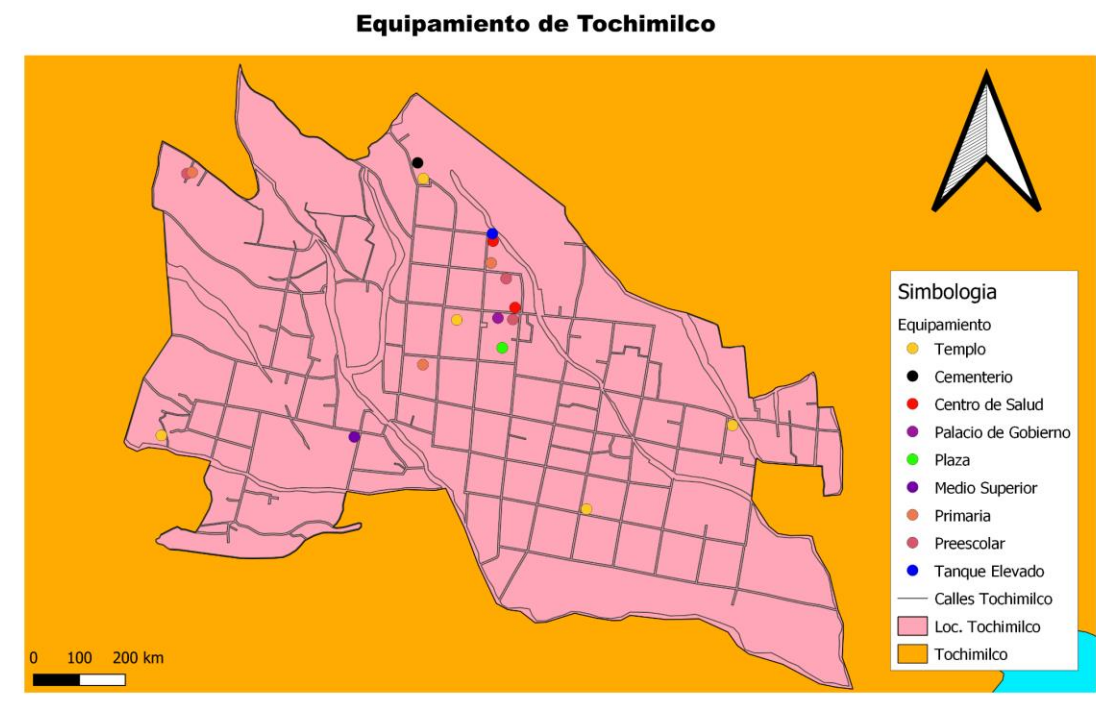 Equipamiento de Tochimilco
Simbologia
Equipamiento
Templo
Cementerio
Centro de Salud
Palacio de Gobierno
Plaza
Medio Superior
Primaria
Preescolar
Tanque Elevado
Calles Tochimilco
Loc. Tochimilco
Tochimilco
0 100 200 km